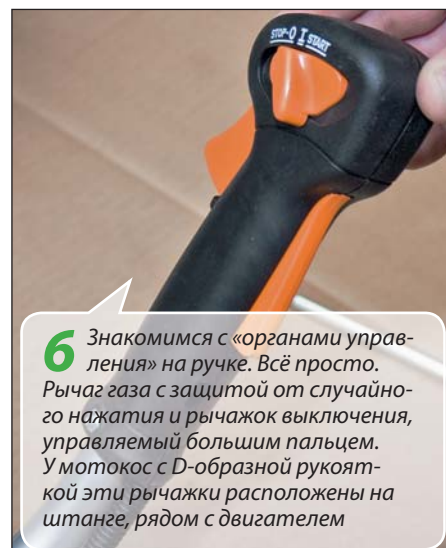 STOP-0 I START
6 Знакомимся с «органами управ-
ления» на ручке. Всё просто.
Рычаг газа с защитой от случайно-
го нажатия и рычажок выключения,
управляемый большим пальцем.
У мотокос с D-образной рукоят-
кой эти рычажки расположены на
штанге, рядом с двигателем